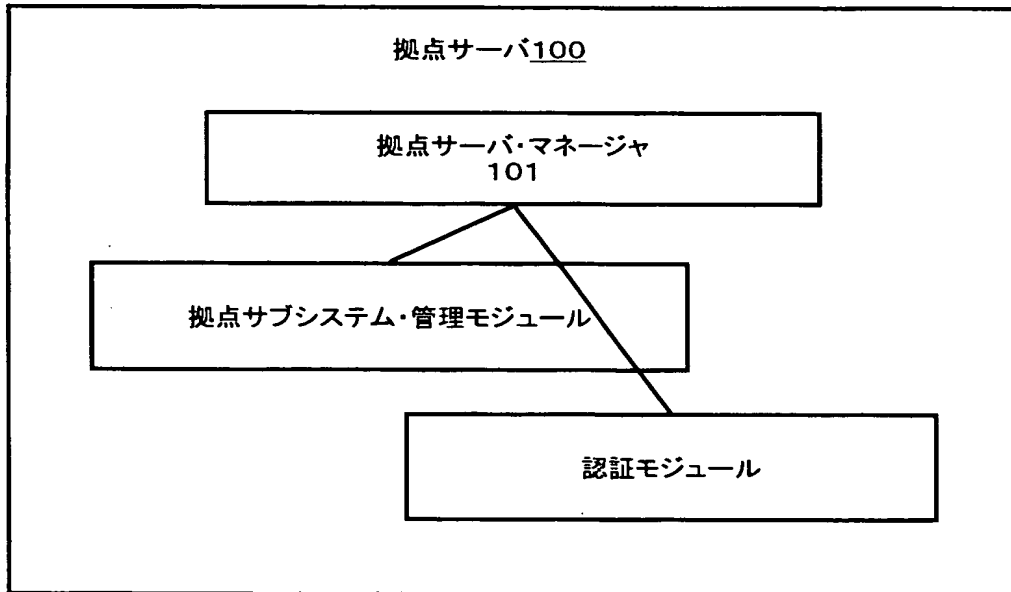 拠点サーバ100
拠点サーバ・マネージャ
101
拠点サブシステム・管理モジュール
認証モジュール